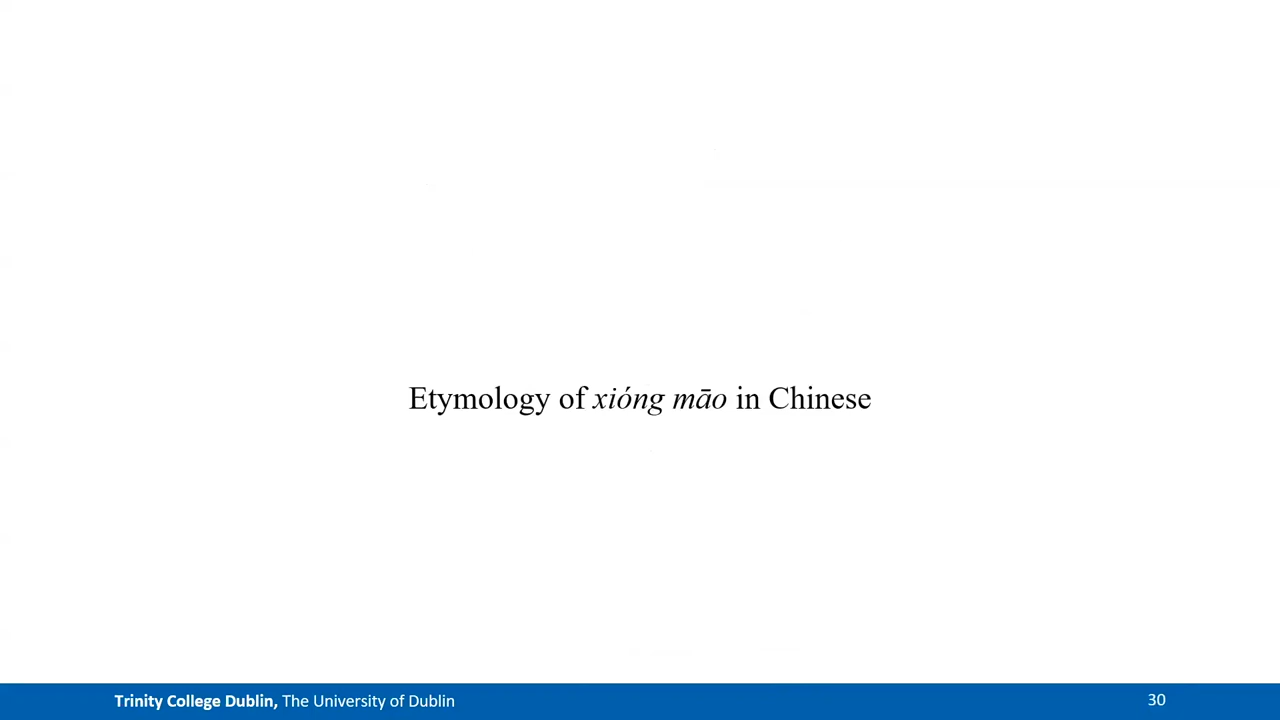 Etymology of xióng māo in Chinese
Trinity College Dublin, The University of Dublin
30